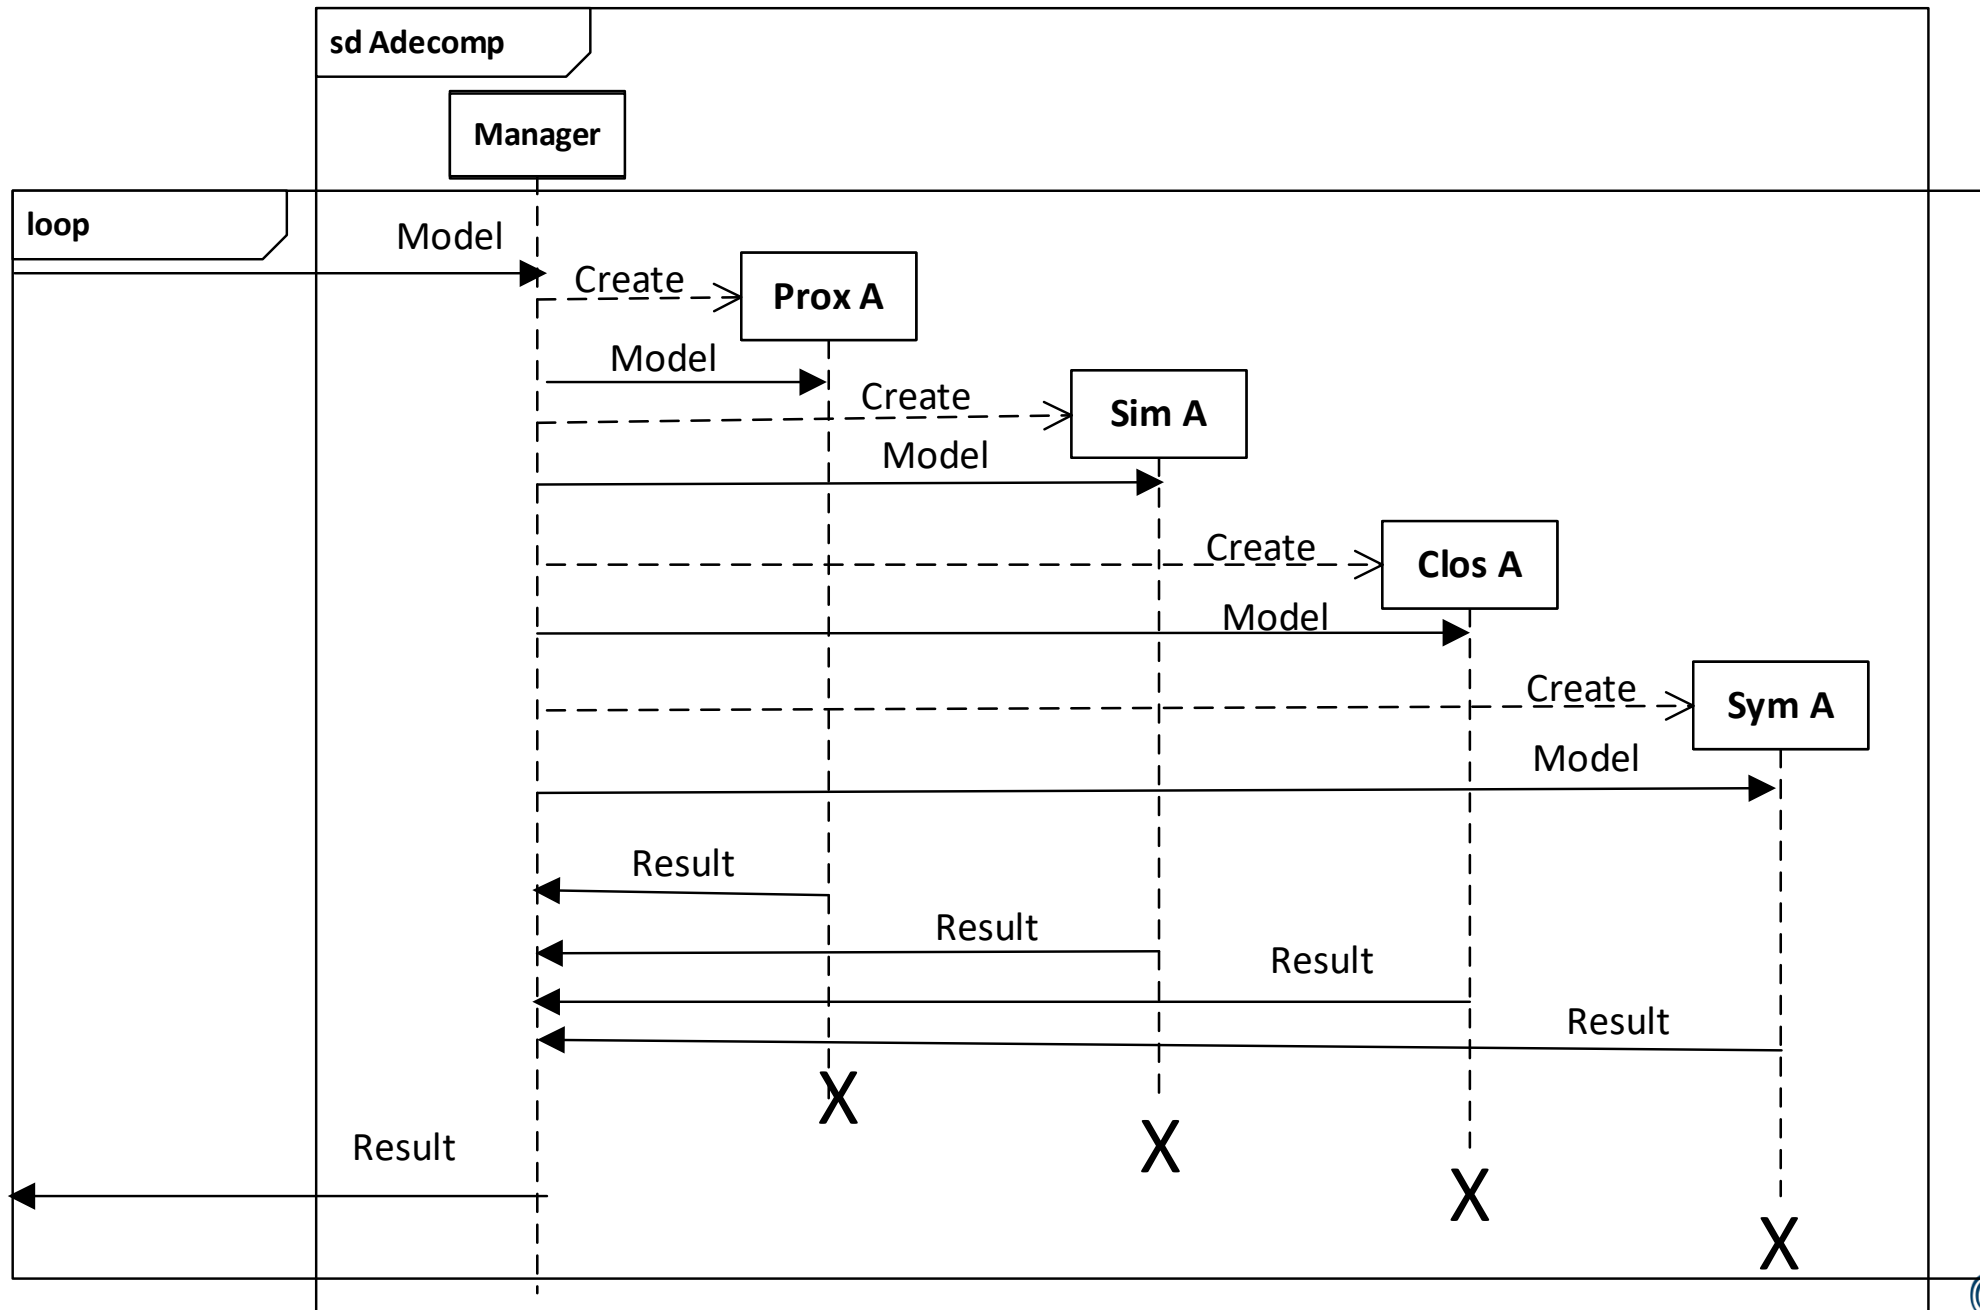 sd Adecomp
Manager
loop
Model
Create
Prox A
Model
Create
Sim A
Model
Create
Clos A
Model
Create
Sym A
Model
Result
Result
Result
Result
X
X
Result
X
X